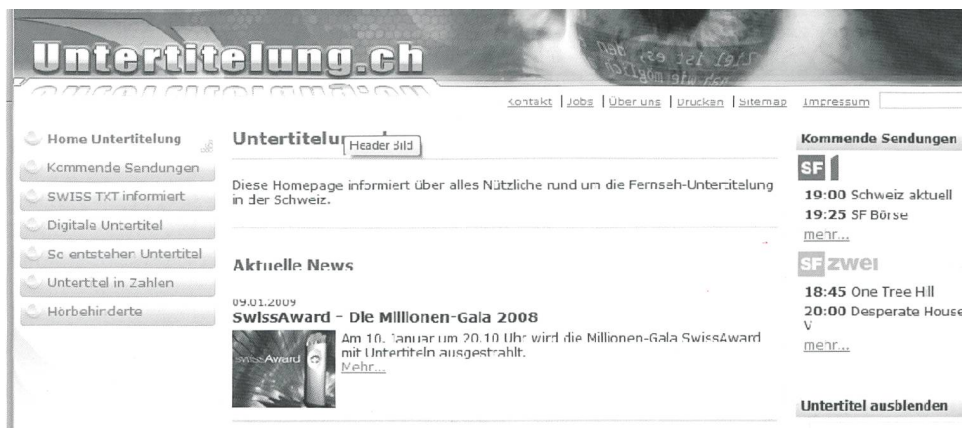 Untertitelung.ch
Kontakt | Jobs | Über uns | Drucken | Sitemap Impressum
Home Untertitelung
Kommende Sendungen
SWISS TXT informiert
Digitale Untertitel
So entstehen Untertitel
Untertitel in Zahlen
Hörbehinderte
Header Bild
Diese Homepage informiert über alles Nützliche rund um die Fernseh-Untertitelung
in der Schweiz.
Aktuelle News
09.01.2009
SwissAward - Die Millionen-Gala 2008
SwissAward
Am 10. Januar um 20.10 Uhr wird die Millionen-Gala SwissAward
mit Untertiteln ausgestrahlt.
Mehr...
Kommende Sendungen
SF 1
19:00 Schweiz aktuell
19:25 SF Börse
mehr...
SF zwei
18:45 One Tree Hill
20:00 Desperate House
V
mehr...
Untertitel ausblenden